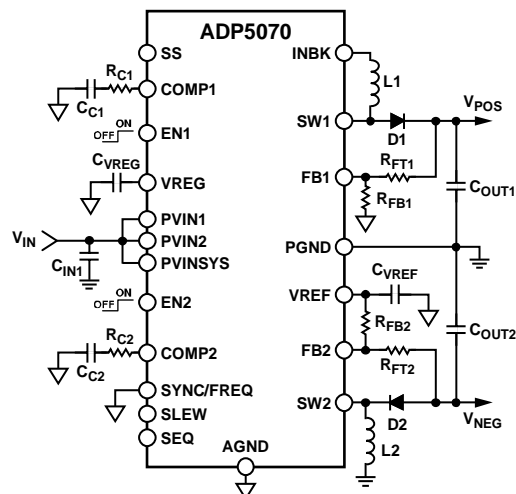 ADP5070
SS
INBK
R_C1
L1
C_C1
COMP1
SW1
V_POS
D1
ON
OFF
EN1
R_FT1
FB1
C_VREG
R_FB1
C_OUT1
VREG
PVIN1
V_IN
PVIN2
PGND
PVINSYS
C_IN1
C_VREF
VREF
ON
OFF
EN2
R_FB2
C_OUT2
R_C2
COMP2
FB2
R_FT2
C_C2
SYNC/FREQ
SW2
V_NEG
D2
SLEW
SEQ
L2
AGND